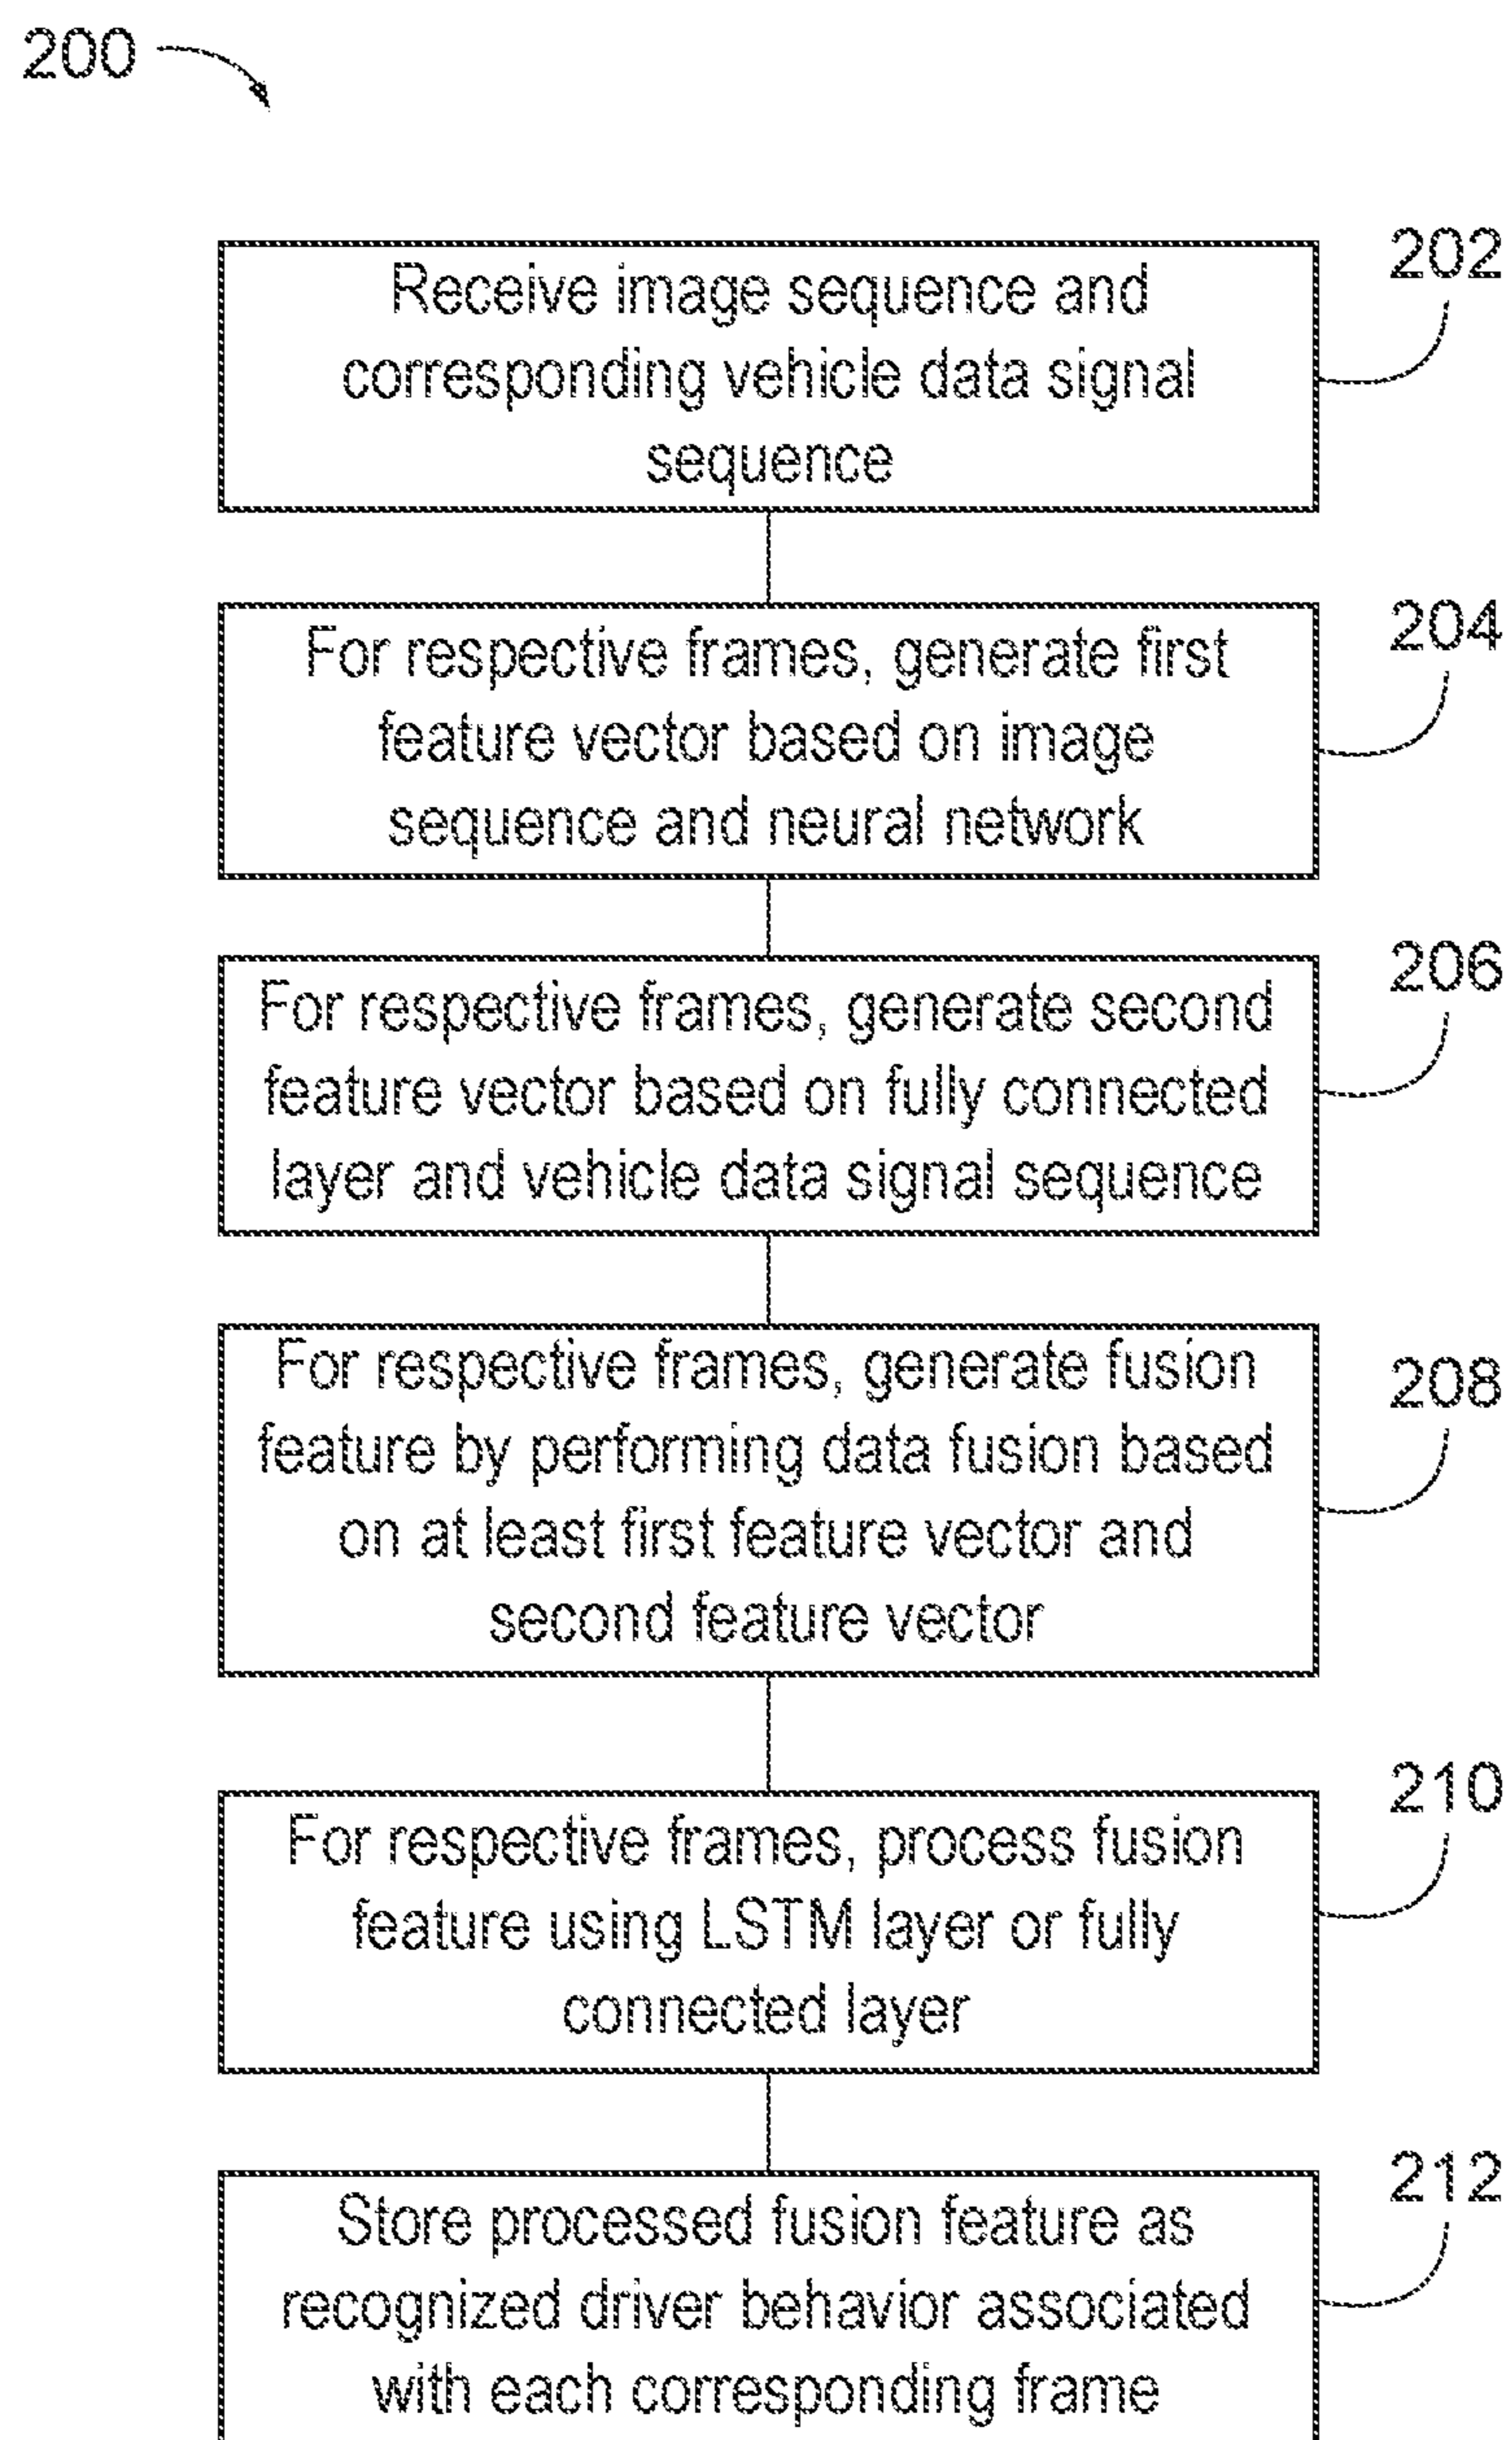 200
202
Receive image sequence and
corresponding vehicle data signal
sequence
204
For respective frames, generate first
feature vector based on image
sequence and neural network
206
For respective frames, generate second
feature vector based on fully connected
layer and vehicle data signal sequence
208
For respective frames, generate fusion
feature by performing data fusion based
on at least first feature vector and
second feature vector
210
For respective frames, process fusion
feature using LSTM layer or fully
connected layer
212
Store processed fusion feature as
recognized driver behavior associated
with each corresponding frame